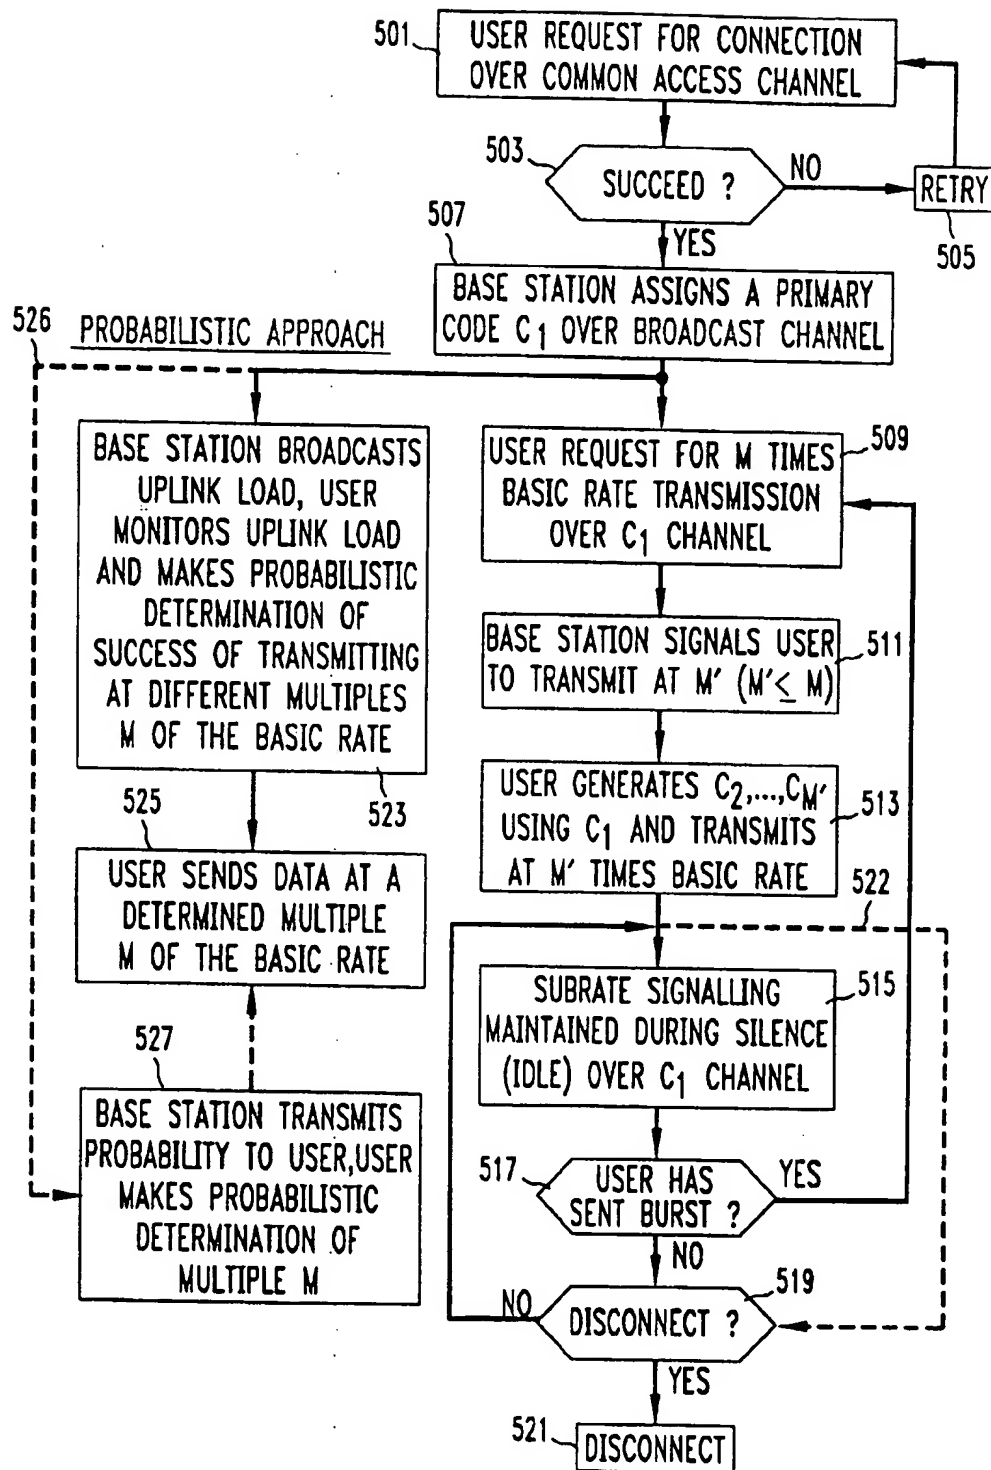 501
USER REQUEST FOR CONNECTION
OVER COMMON ACCESS CHANNEL
503
SUCCEED ?
NO
RETRY
505
YES
507
BASE STATION ASSIGNS A PRIMARY
CODE C1 OVER BROADCAST CHANNEL
526
PROBABILISTIC APPROACH
BASE STATION BROADCASTS
UPLINK LOAD, USER
MONITORS UPLINK LOAD
AND MAKES PROBABILISTIC
DETERMINATION OF
SUCCESS OF TRANSMITTING
AT DIFFERENT MULTIPLES
M OF THE BASIC RATE
523
525
USER SENDS DATA AT A
DETERMINED MULTIPLE
M OF THE BASIC RATE
527
BASE STATION TRANSMITS
PROBABILITY TO USER,USER
MAKES PROBABILISTIC
DETERMINATION OF
MULTIPLE M
509
USER REQUEST FOR M TIMES
BASIC RATE TRANSMISSION
OVER C1 CHANNEL
BASE STATION SIGNALS USER
TO TRANSMIT AT M' (M'≤ M)
511
USER GENERATES C2,...,CM'
USING C1 AND TRANSMITS
AT M' TIMES BASIC RATE
513
522
SUBRATE SIGNALLING
MAINTAINED DURING SILENCE
(IDLE) OVER C1 CHANNEL
515
517
USER HAS
SENT BURST ?
YES
NO
519
DISCONNECT ?
NO
YES
521
DISCONNECT